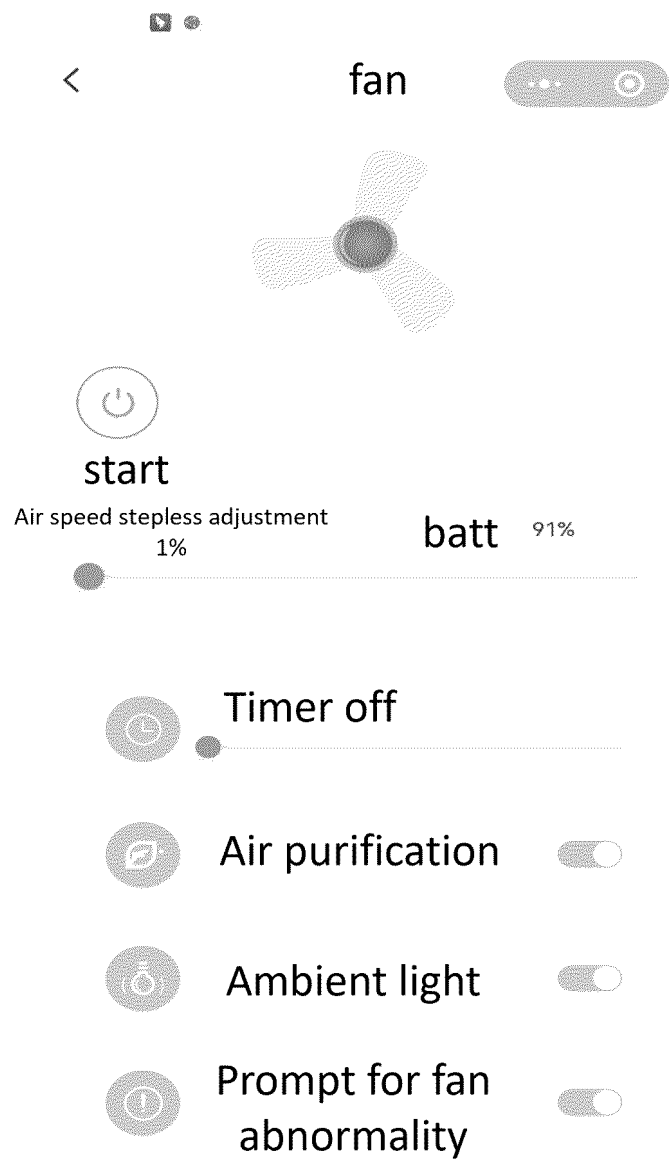 fan
start
Air speed stepless adjustment
1%
batt 91%
Timer off
Air purification
Ambient light
Prompt for fan
abnormality